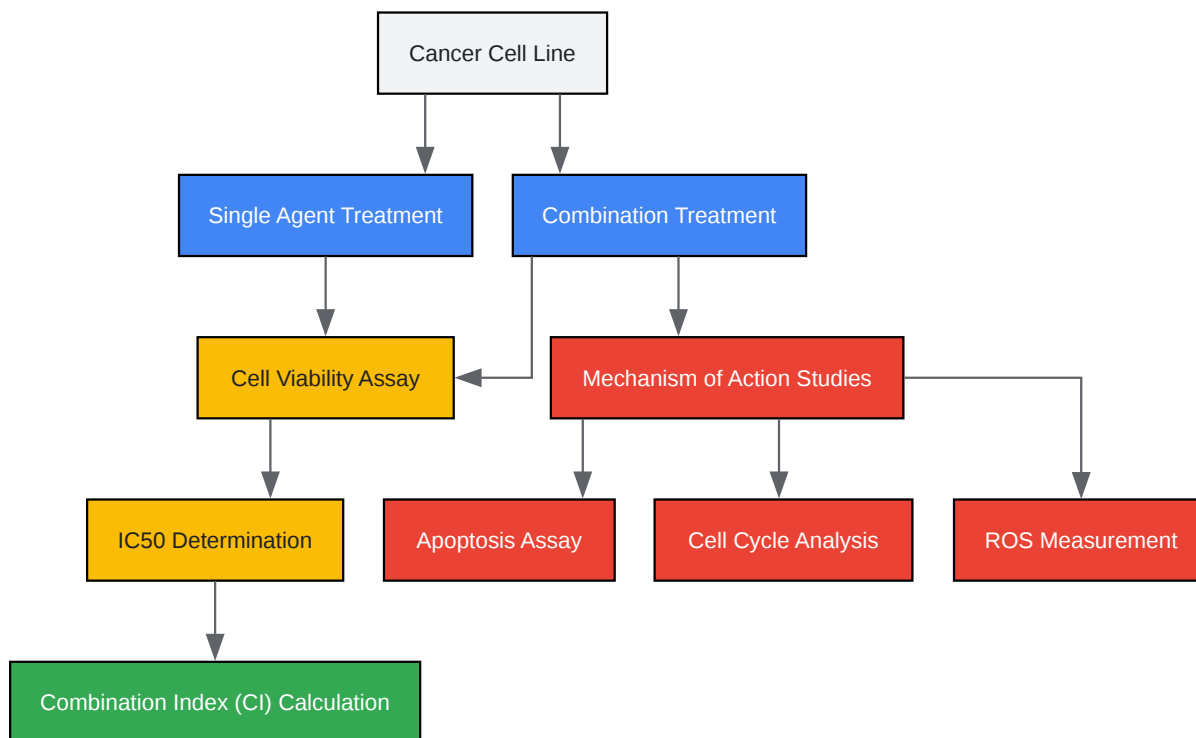 Cancer Cell Line
Single Agent Treatment
Combination Treatment
Cell Viability Assay
Mechanism of Action Studies
IC50 Determination
Apoptosis Assay
Cell Cycle Analysis
ROS Measurement
Combination Index (CI) Calculation